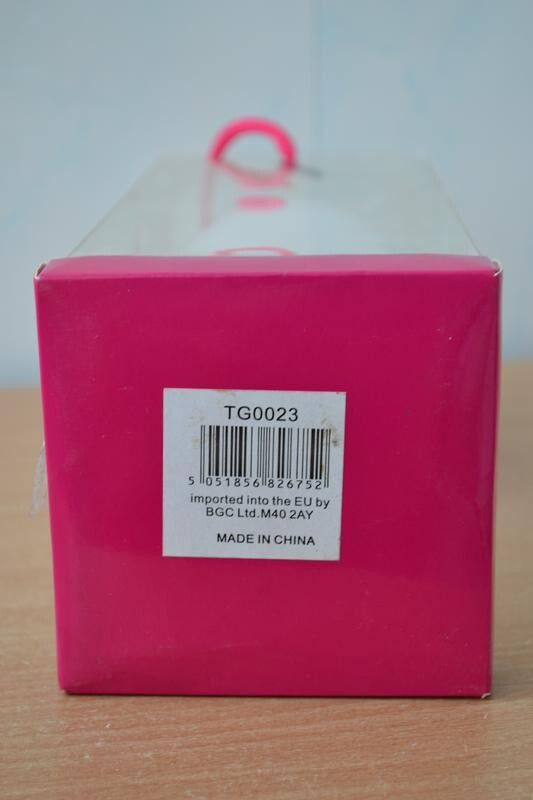 TG0023
5 051856 826752
imported into the EU by
BGC Ltd.M40 2AY
MADE IN CHINA